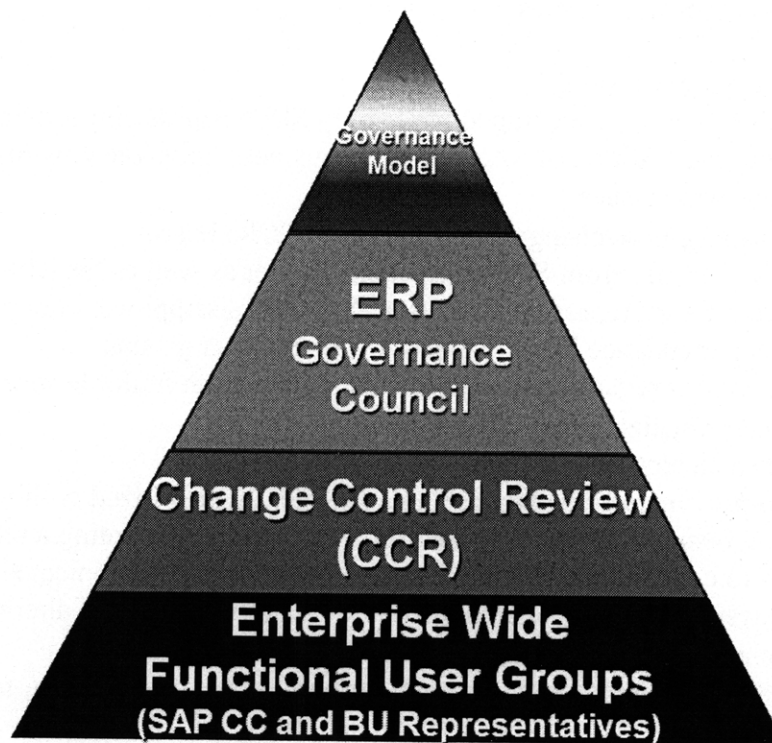 Governance
Model
ERP
Governance
Council
Change Control Review
(CCR)
Enterprise Wide
Functional User Groups
(SAP CC and BU Representatives)